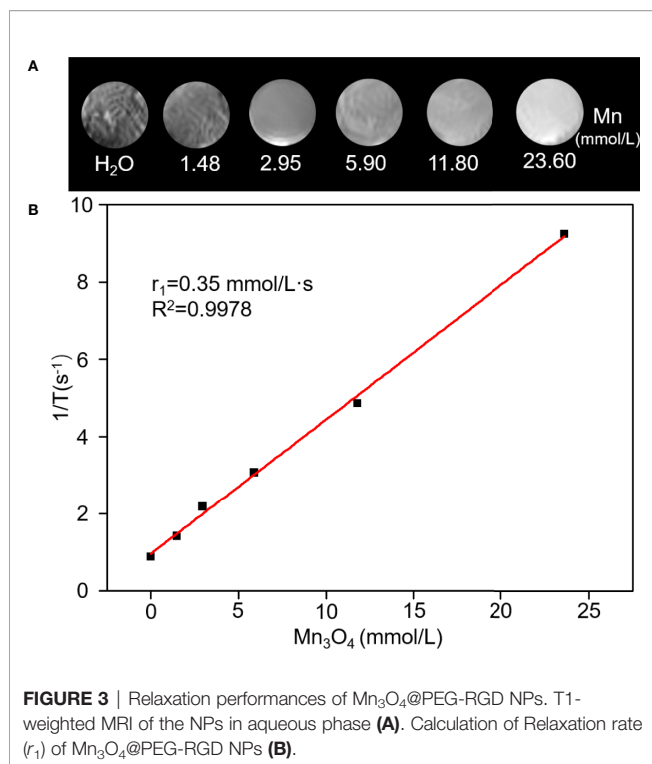 A
H₂O 1.48 2.95 5.90 11.80 23.60 Mn
(mmol/L)
B
10
8
6
4
2
0
r₁=0.35 mmol/L·s
R²=0.9978
1/T(s⁻¹)
0 5 10 15 20 25
Mn₃O₄ (mmol/L)
FIGURE 3 | Relaxation performances of Mn₃O₄@PEG-RGD NPs. T1-
weighted MRI of the NPs in aqueous phase (A). Calculation of Relaxation rate
(r₁) of Mn₃O₄@PEG-RGD NPs (B).